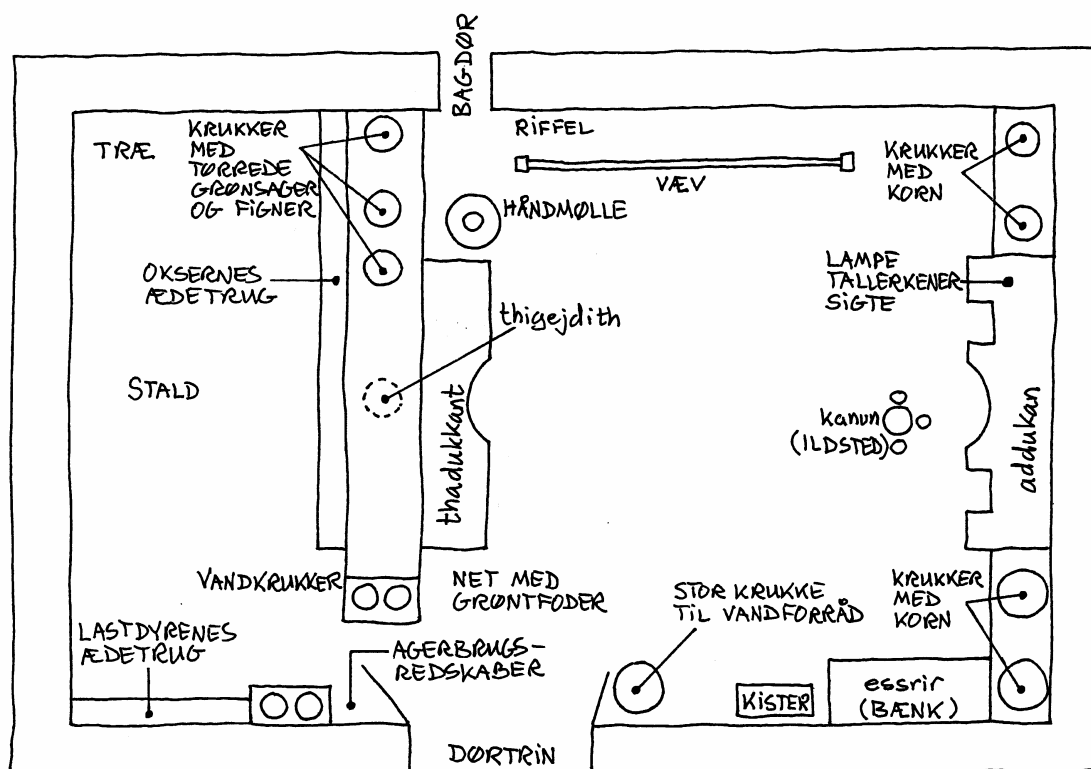 BAGDØR
TRÆ
KRUKKER
MED
TØRREDE
GRØNSAGER
OG FIGNER
RIFFEL
VÆV
KRUKKER
MED
KORN
HÅNDMØLLE
OKSERNES
ÆDETRUG
LAMPE
TALLERKENER
SIGTE
thigejdith
STALD
thadukkant
kanun
(ILDSTED)
addukan
VANDKRUKKER
NET MED
GRØNTFODER
STOR KRUKKE
TIL VANDFORRÅD
KRUKKER
MED
KORN
LASTDYRENES
ÆDETRUG
AGERBRUGS-
REDSKABER
KISTER
essrir
(BÆNK)
DØRTRIN